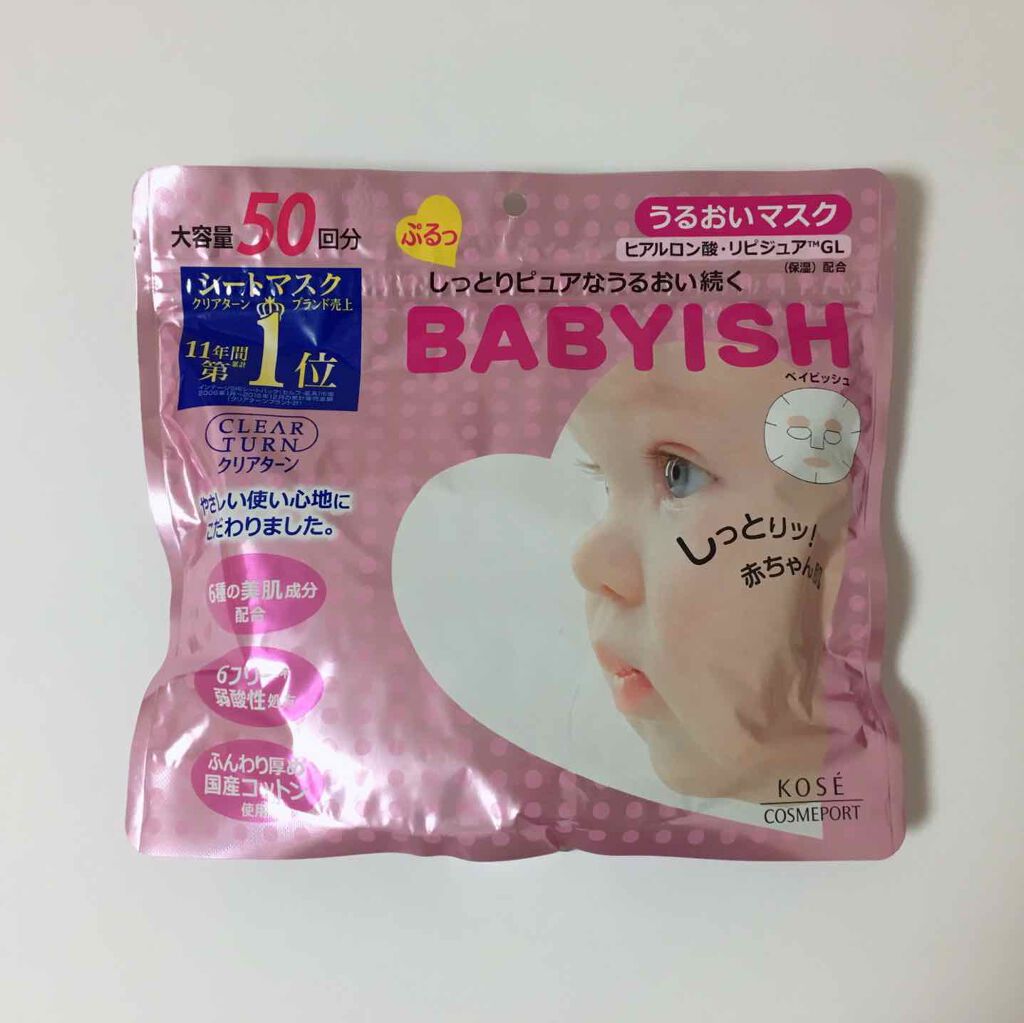 大容量50回分
ぷるっ
うるおいマスク
ヒアルロン酸・リピジュア™GL
(保湿)配合
しっとりピュアなうるおい続く
BABYISH
ベイビッシュ
シートマスク
クリアターン ブランド売上
11年間
累計
第1位
CLEAR
TURN
クリアターン
やさしい使い心地に
こだわりました。
6種の美肌成分
配合
6フリー
弱酸性
ふんわり厚め
国産コットン
使用
しっとりッ!
赤ちゃん肌
KOSÉ
COSMEPORT